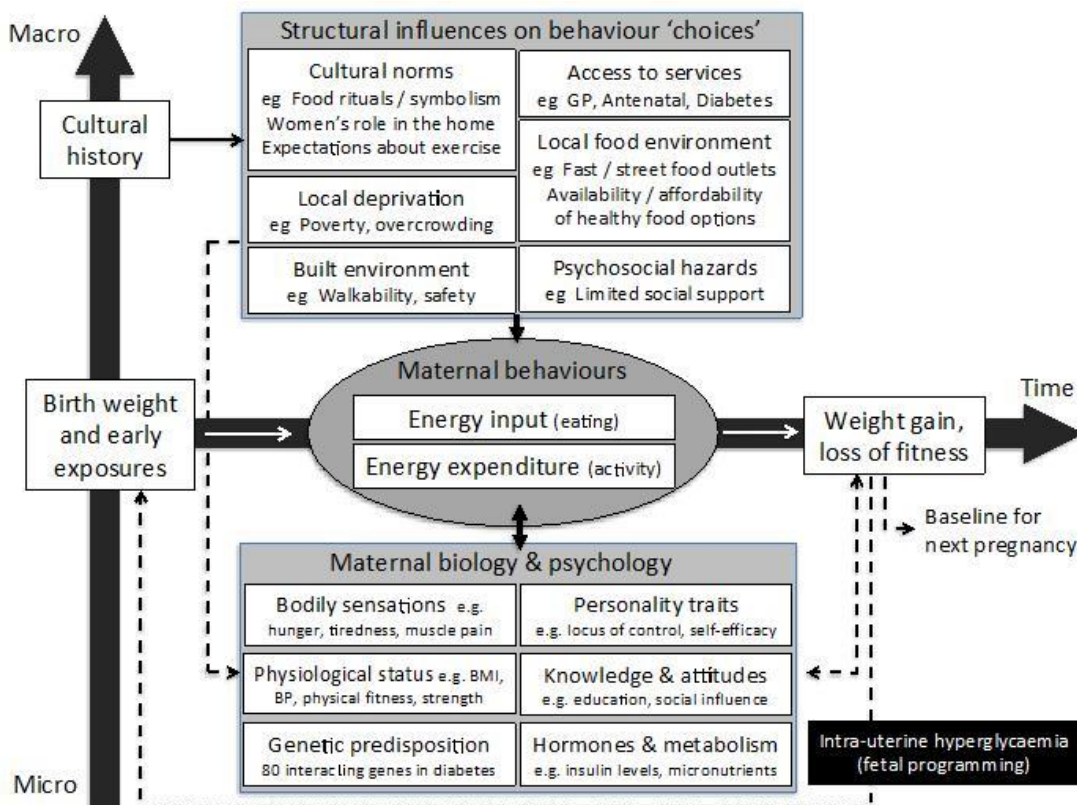 Macro
Cultural
history
Structural influences on behaviour ‘choices’
Cultural norms
eg Food rituals / symbolism
Women’s role in the home
Expectations about exercise
Local deprivation
eg Poverty, overcrowding
Built environment
eg Walkability, safety
Access to services
eg GP, Antenatal, Diabetes
Local food environment
eg Fast / street food outlets
Availability / affordability
of healthy food options
Psychosocial hazards
eg Limited social support
Birth weight
and early
exposures
Maternal behaviours
Energy input (eating)
Energy expenditure (activity)
Time
Weight gain,
loss of fitness
Baseline for
next pregnancy
Maternal biology & psychology
Bodily sensations e.g.
hunger, tiredness, muscle pain
Physiological status e.g. BMI,
BP, physical fitness, strength
Genetic predisposition
80 interacling genes in diabetes
Personality traits
e.g. locus of control, self-efficacy
Knowledge & attitudes
e.g. education, social influence
Hormones & metabolism
e.g. insulin levels, micronutrients
Intra-uterine hyperglycaemia
(fetal programming)
Micro